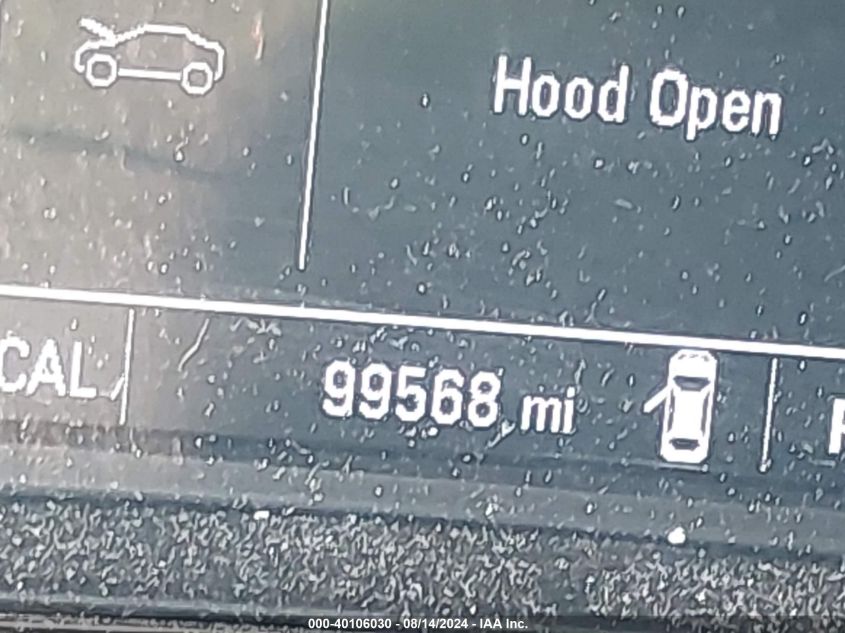 Hood Open
CAL
99568 mi
000-40106030 - 08/14/2024 - IAA Inc.